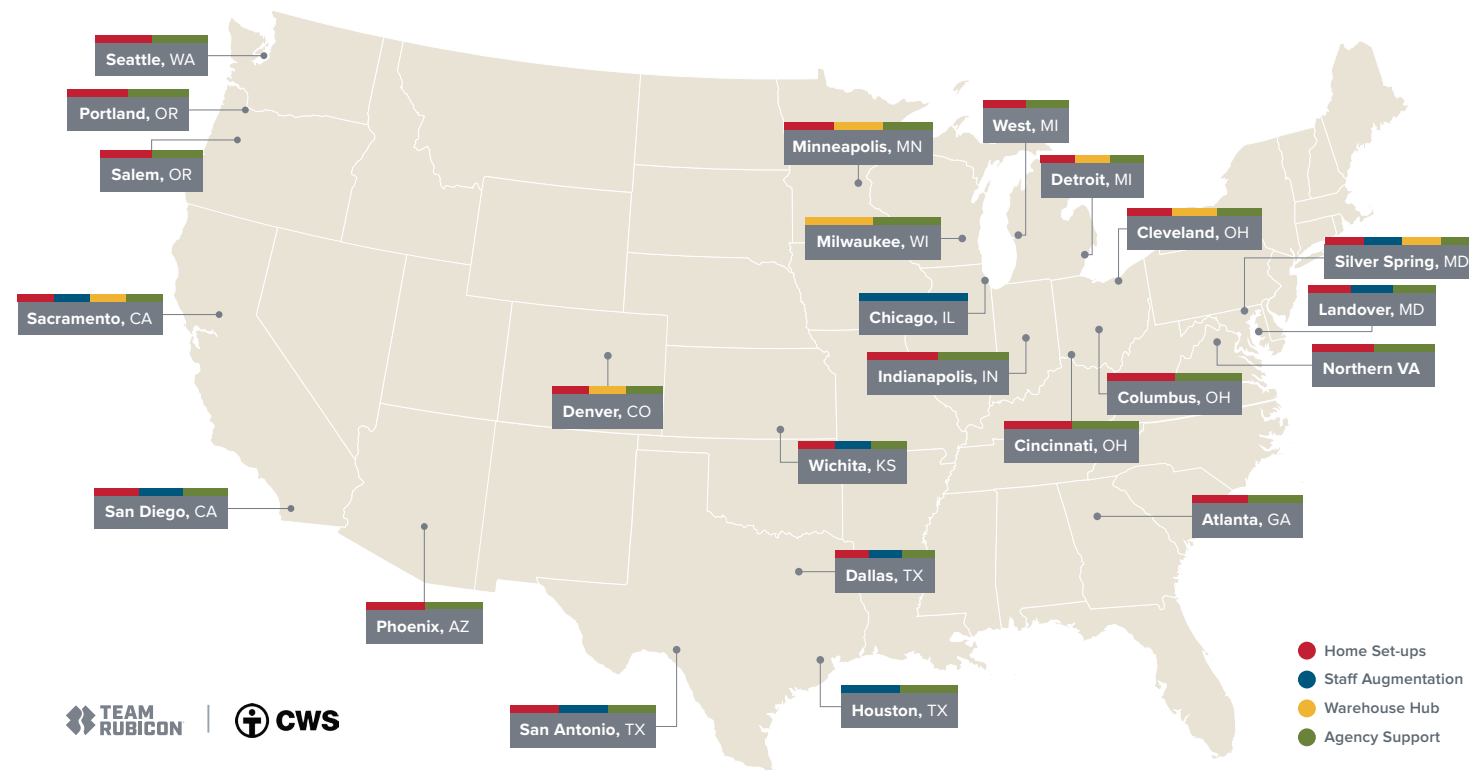 Seattle, WA
Portland, OR
Salem, OR
Minneapolis, MN
West, MI
Detroit, MI
Milwaukee, WI
Cleveland, OH
Silver Spring, MD
Sacramento, CA
Chicago, IL
Landover, MD
Indianapolis, IN
Northern VA
Denver, CO
Columbus, OH
Cincinnati, OH
Wichita, KS
San Diego, CA
Atlanta, GA
Dallas, TX
Phoenix, AZ
Houston, TX
San Antonio, TX
Home Set-ups
Staff Augmentation
Warehouse Hub
Agency Support
TEAM
RUBICON
CWS